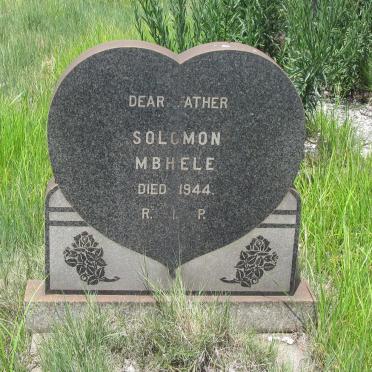 DEAR FATHER
SOLOMON
MBHELE
DIED 1944.
R. I. P.